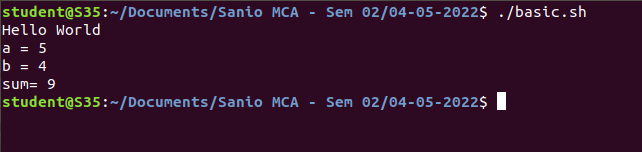 student@S35:~/Documents/Sanio MCA - Sem 02/04-05-2022$ ./basic.sh
Hello World
a = 5
b = 4
sum= 9
student@S35:~/Documents/Sanio MCA - Sem 02/04-05-2022$